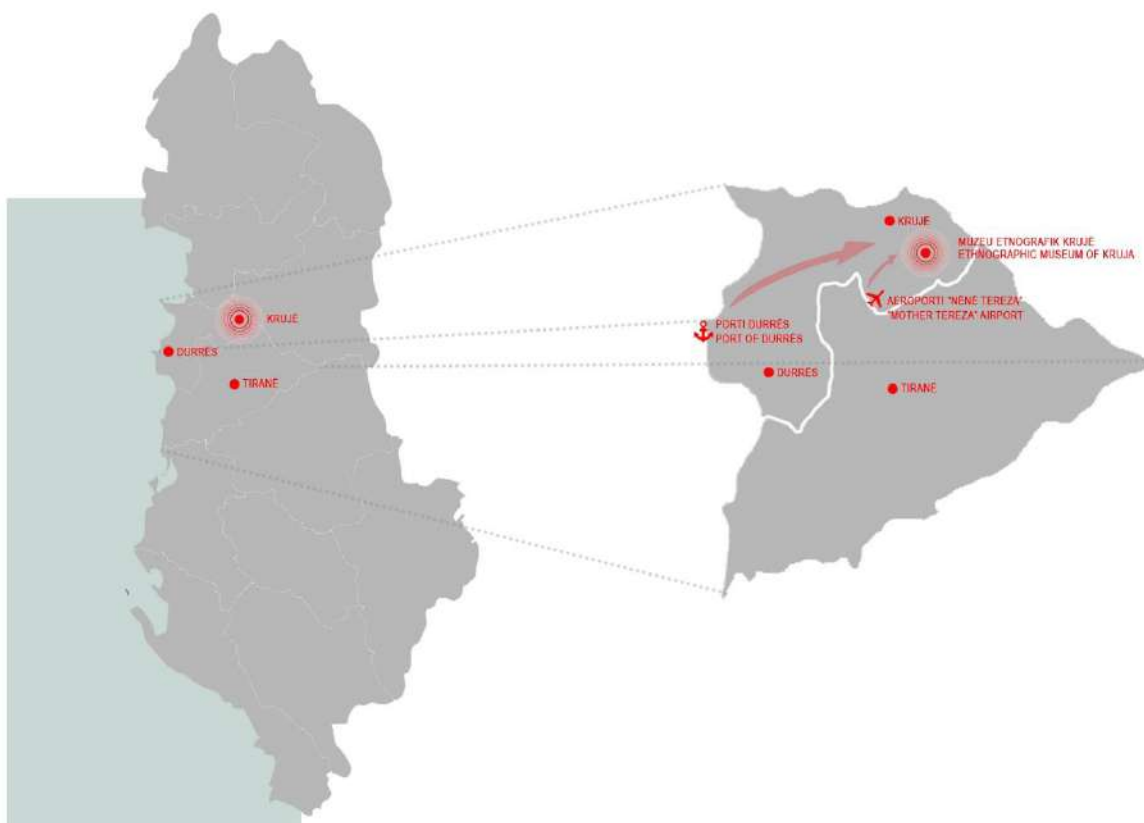 KRUJË
DURRËS
TIRANË
KRUJË
MUZEU ETNOGRAFIK KRUJË
ETHNOGRAPHIC MUSEUM OF KRUJA
AEROPORTI "NËNË TEREZA"
"MOTHER TEREZA" AIRPORT
PORTI DURRËS
PORT OF DURRËS
DURRËS
TIRANË